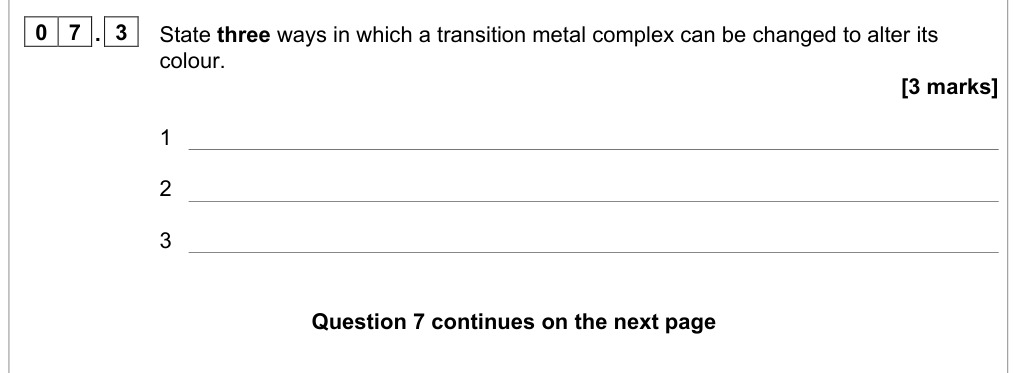 0 7 . 3 State three ways in which a transition metal complex can be changed to alter its
colour.
[3 marks]
1
2
3
Question 7 continues on the next page